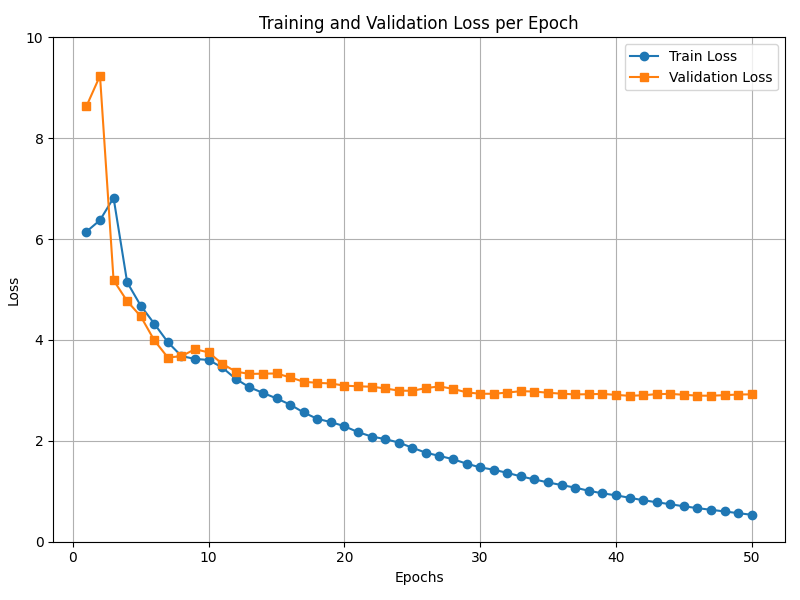 Training and Validation Loss per Epoch
Train Loss
Validation Loss
Loss
10
8
6
4
2
0
0 10 20 30 40 50
Epochs